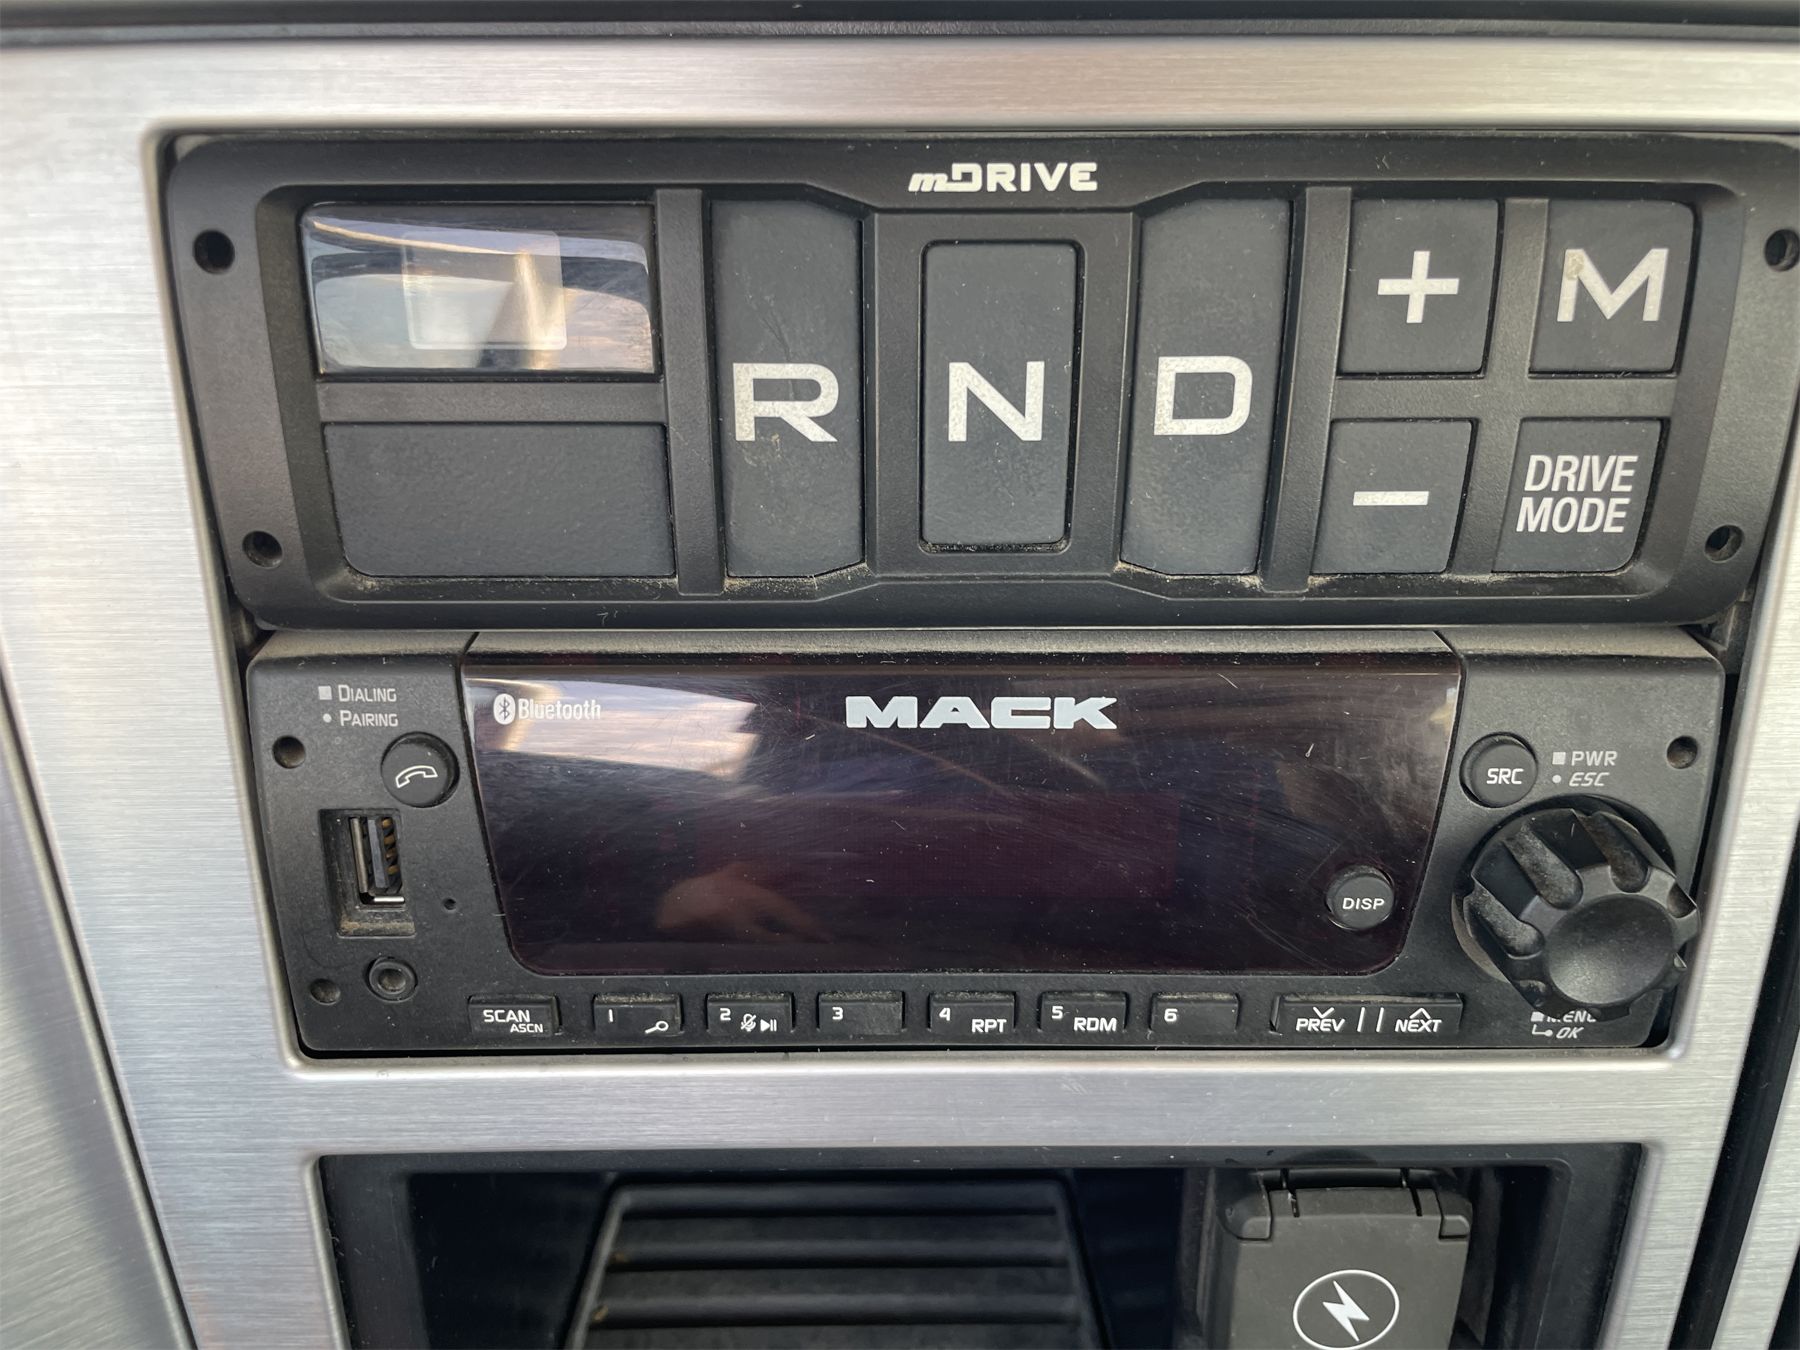 mDRIVE
R N D + M
- DRIVE
MODE
DIALING
PAIRING
Bluetooth
MACK
SRC
PWR
ESC
DISP
SCAN
ASCN
1
2
3
4 RPT
5 RDM
6
PREV
NEXT
MENU
OK